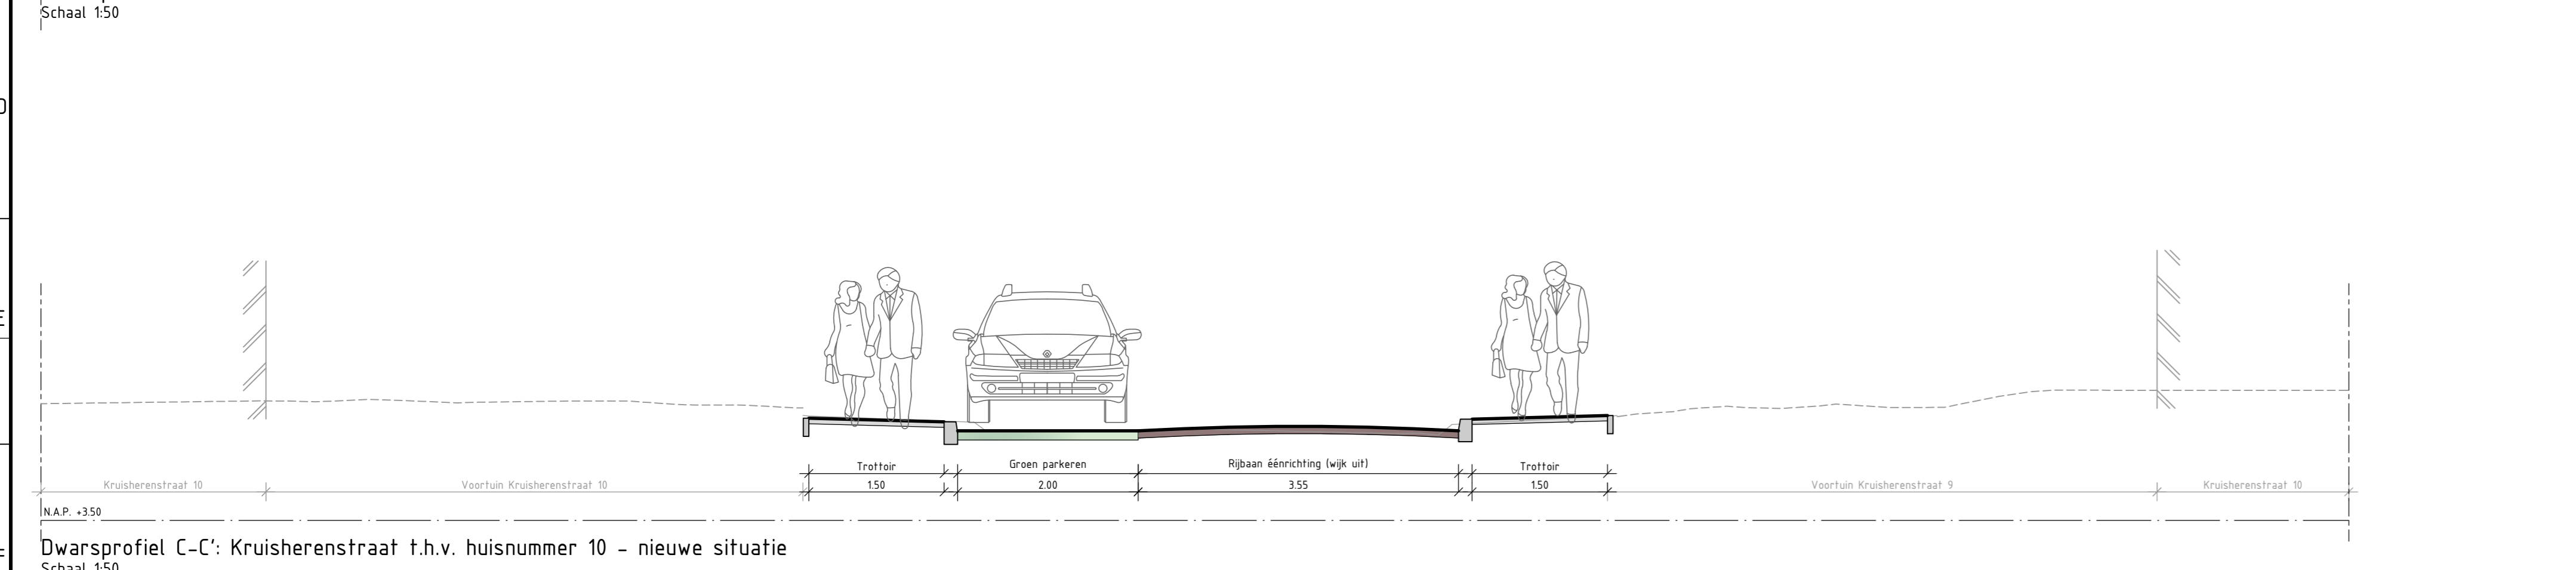 Schaal 1:50
Trottoir
Groen parkeren
Rijbaan éénrichting (wijk uit)
Trottoir
Kruisherenstraat 10
Voortuin Kruisherenstraat 10
1.50
2.00
3.55
1.50
Voortuin Kruisherenstraat 9
Kruisherenstraat 10
N.A.P. +3.50
Dwarsprofiel C-C': Kruisherenstraat t.h.v. huisnummer 10 - nieuwe situatie
Schaal 1:50